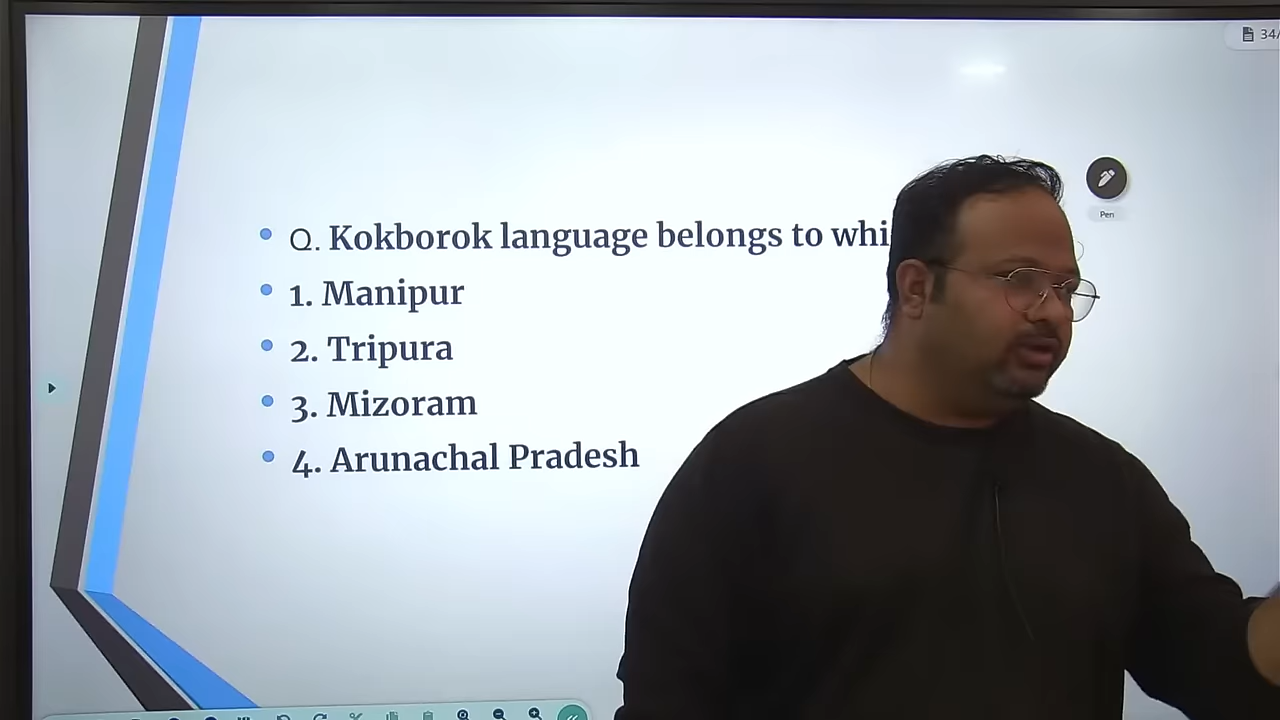 34/
Q. Kokborok language belongs to whi
1. Manipur
2. Tripura
3. Mizoram
4. Arunachal Pradesh
Pen